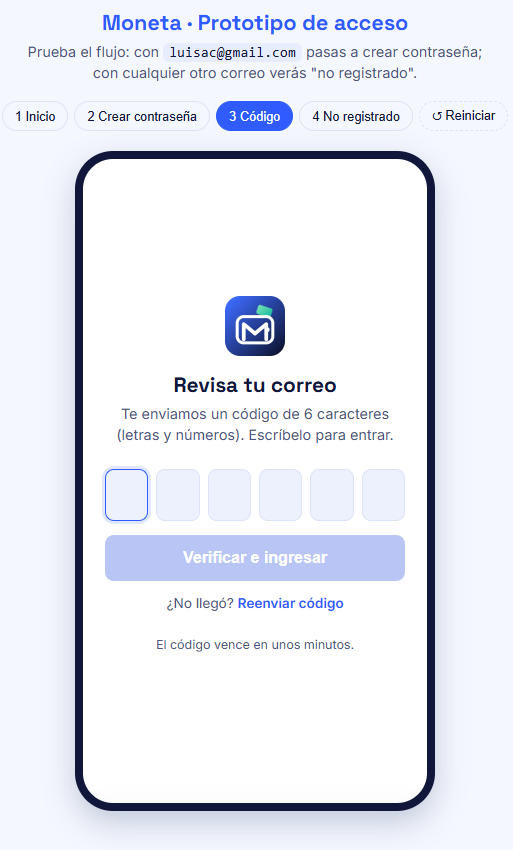 Moneta · Prototipo de acceso
Prueba el flujo: con luisac@gmail.com pasas a crear contraseña;
con cualquier otro correo verás "no registrado".
1 Inicio
2 Crear contraseña
3 Código
4 No registrado
↺ Reiniciar
M
Revisa tu correo
Te enviamos un código de 6 caracteres
(letras y números). Escríbelo para entrar.
Verificar e ingresar
¿No llegó? Reenviar código
El código vence en unos minutos.